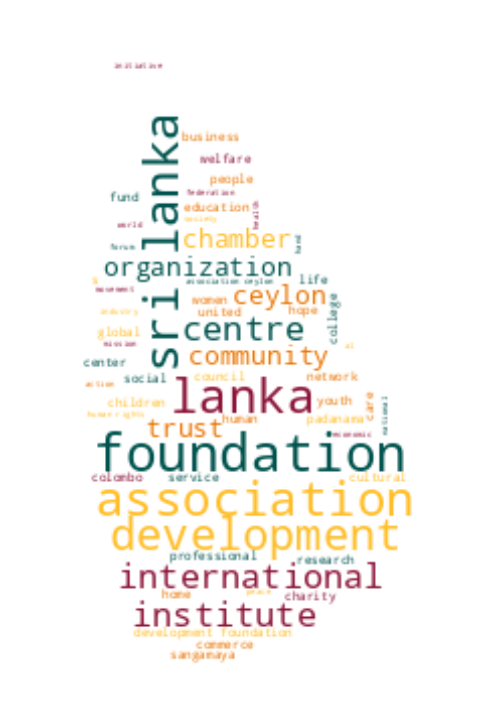 initiative
sri lanka
business
welfare
people
fund
federation
education
health
society
world
chamber
hand
forum
organization
association ceylon
life
movement
women
ceylon
industry
united
hope
college
global
centre
mission
community
center
social
council
network
action
lanka
children
youth
care
national
human rights
trust
human
padanama
economic
foundation
colombo
service
cultural
association
development
professional
research
international
home
peace
charity
institute
development foundation
commerce
sangamaya